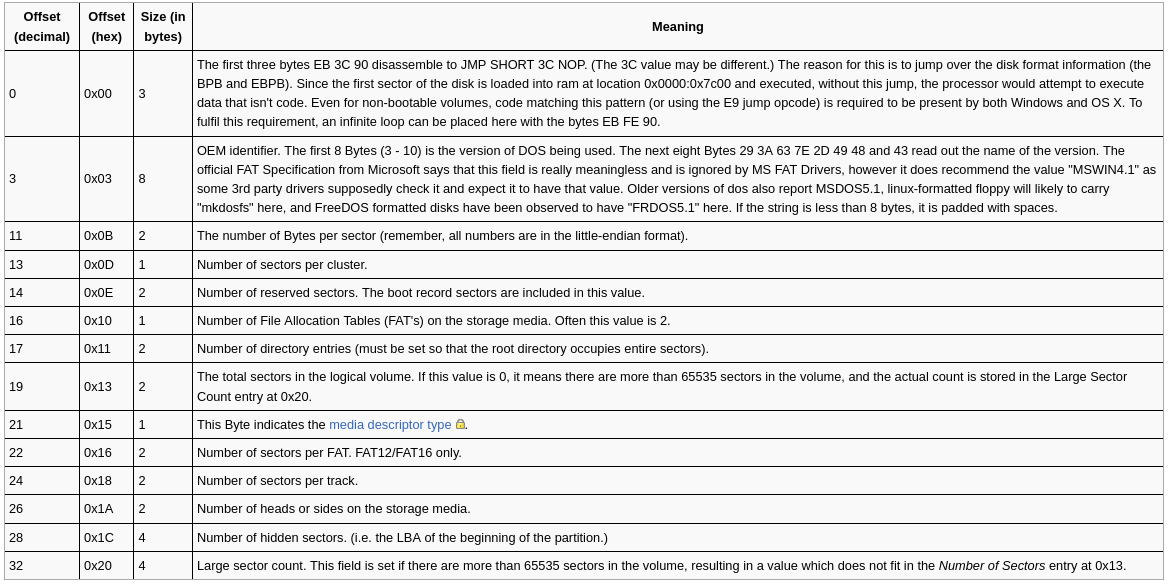 Offset (decimal) Offset (hex) Size (in bytes) Meaning
0 0x00 3 The first three bytes EB 3C 90 disassemble to JMP SHORT 3C NOP. (The 3C value may be different.) The reason for this is to jump over the disk format information (the
BPB and EBPB). Since the first sector of the disk is loaded into ram at location 0x0000:0x7c00 and executed, without this jump, the processor would attempt to execute
data that isn't code. Even for non-bootable volumes, code matching this pattern (or using the E9 jump opcode) is required to be present by both Windows and OS X. To
fulfil this requirement, an infinite loop can be placed here with the bytes EB FE 90.
3 0x03 8 OEM identifier. The first 8 Bytes (3 - 10) is the version of DOS being used. The next eight Bytes 29 3A 63 7E 2D 49 48 and 43 read out the name of the version. The
official FAT Specification from Microsoft says that this field is really meaningless and is ignored by MS FAT Drivers, however it does recommend the value "MSWIN4.1" as
some 3rd party drivers supposedly check it and expect it to have that value. Older versions of dos also report MSDOS5.1, linux-formatted floppy will likely to carry
"mkdosfs" here, and FreeDOS formatted disks have been observed to have "FRDOS5.1" here. If the string is less than 8 bytes, it is padded with spaces.
11 0x0B 2 The number of Bytes per sector (remember, all numbers are in the little-endian format).
13 0x0D 1 Number of sectors per cluster.
14 0x0E 2 Number of reserved sectors. The boot record sectors are included in this value.
16 0x10 1 Number of File Allocation Tables (FAT's) on the storage media. Often this value is 2.
17 0x11 2 Number of directory entries (must be set so that the root directory occupies entire sectors).
19 0x13 2 The total sectors in the logical volume. If this value is 0, it means there are more than 65535 sectors in the volume, and the actual count is stored in the Large Sector
Count entry at 0x20.
21 0x15 1 This Byte indicates the media descriptor type .
22 0x16 2 Number of sectors per FAT. FAT12/FAT16 only.
24 0x18 2 Number of sectors per track.
26 0x1A 2 Number of heads or sides on the storage media.
28 0x1C 4 Number of hidden sectors. (i.e. the LBA of the beginning of the partition.)
32 0x20 4 Large sector count. This field is set if there are more than 65535 sectors in the volume, resulting in a value which does not fit in the Number of Sectors entry at 0x13.